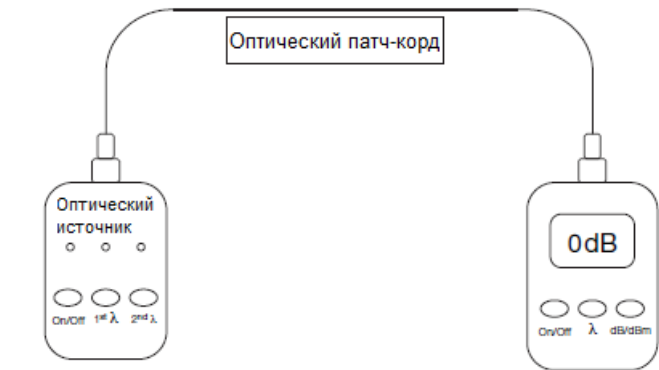 Оптический патч-корд
Оптический
источник
On/Off 1st λ 2nd λ
0dB
On/Off λ dB/dBm